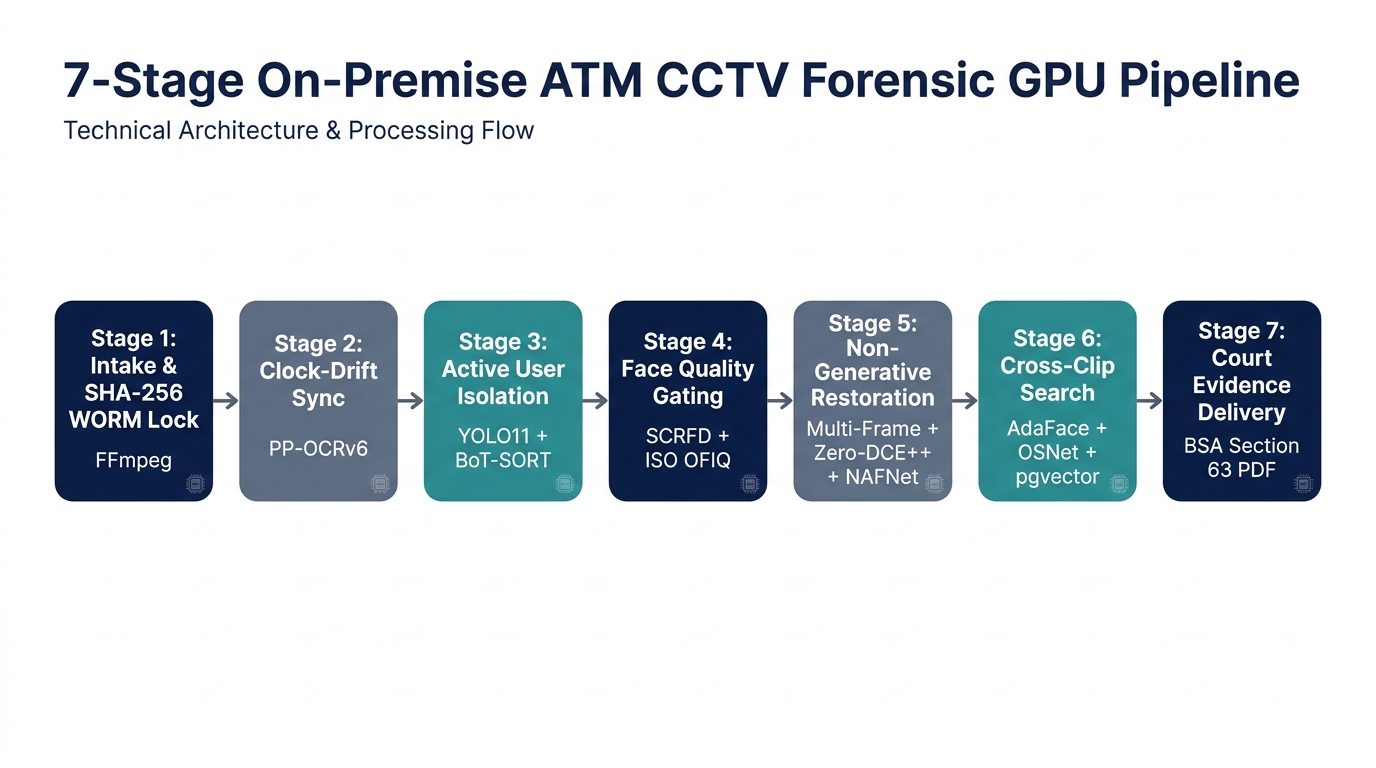 7-Stage On-Premise ATM CCTV Forensic GPU Pipeline
Technical Architecture & Processing Flow
Stage 1:
Intake &
SHA-256
WORM Lock
FFmpeg
Stage 2:
Clock-Drift
Sync
PP-OCRv6
Stage 3:
Active User
Isolation
YOLO11 +
BoT-SORT
Stage 4:
Face Quality
Gating
SCRFD +
ISO OFIQ
Stage 5:
Non-
Generative
Restoration
Multi-Frame +
Zero-DCE++
+ NAFNet
Stage 6:
Cross-Clip
Search
AdaFace +
OSNet +
pgvector
Stage 7:
Court
Evidence
Delivery
BSA Section
63 PDF